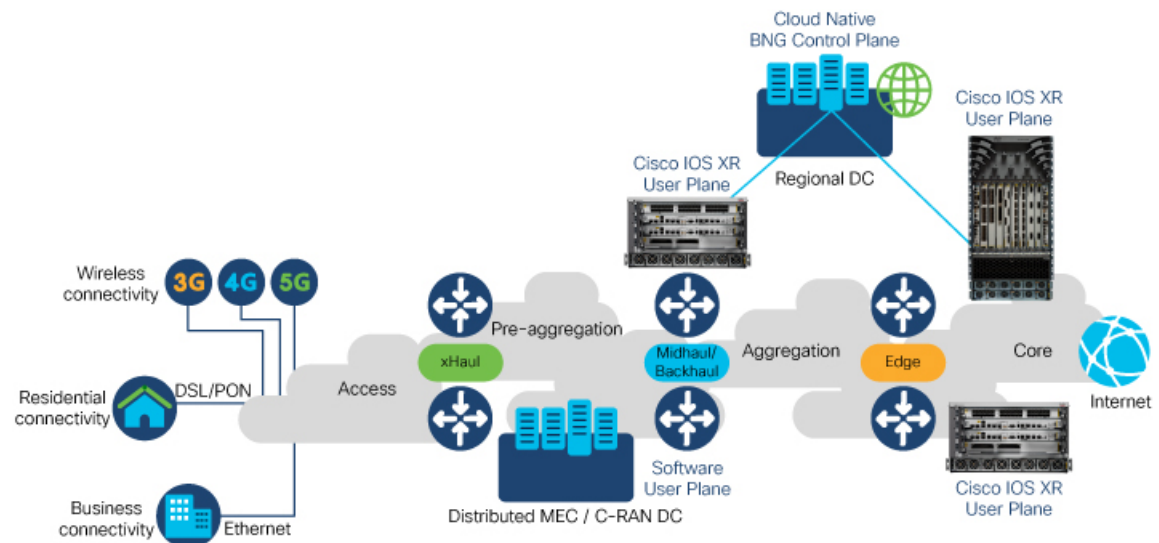 Cloud Native
BNG Control Plane
Cisco IOS XR
User Plane
Cisco IOS XR
User Plane
Regional DC
Wireless
connectivity
3G
4G
5G
Pre-aggregation
xHaul
Midhaul/
Backhaul
Aggregation
Edge
Core
Access
DSL/PON
Residential
connectivity
Internet
Software
User Plane
Cisco IOS XR
User Plane
Business
connectivity
Ethernet
Distributed MEC / C-RAN DC